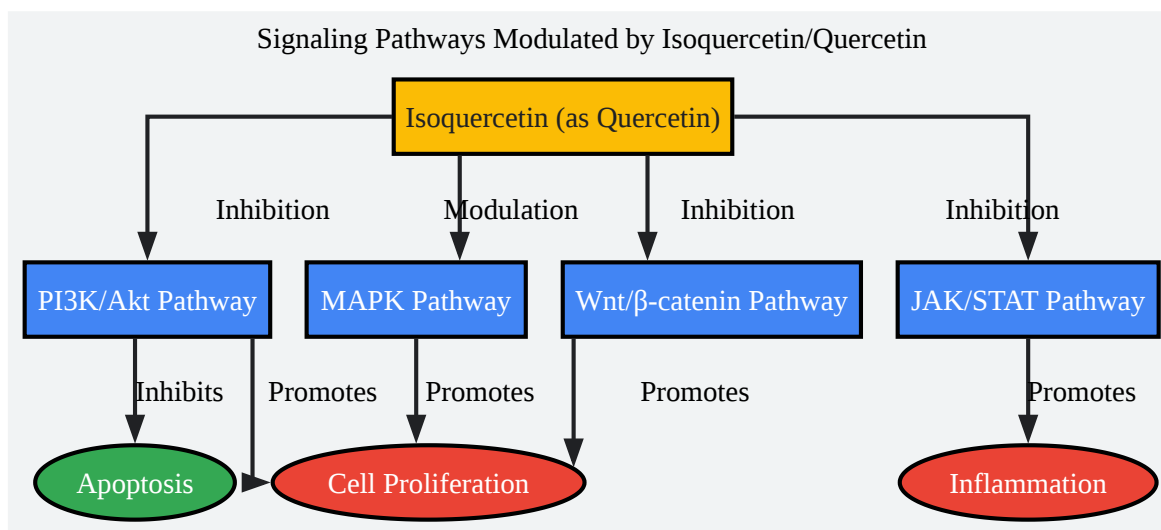 Signaling Pathways Modulated by Isoquercetin/Quercetin
Isoquercetin (as Quercetin)
Inhibition
Modulation
Inhibition
Inhibition
PI3K/Akt Pathway
MAPK Pathway
Wnt/β-catenin Pathway
JAK/STAT Pathway
Inhibits
Promotes
Promotes
Promotes
Promotes
Apoptosis
Cell Proliferation
Inflammation